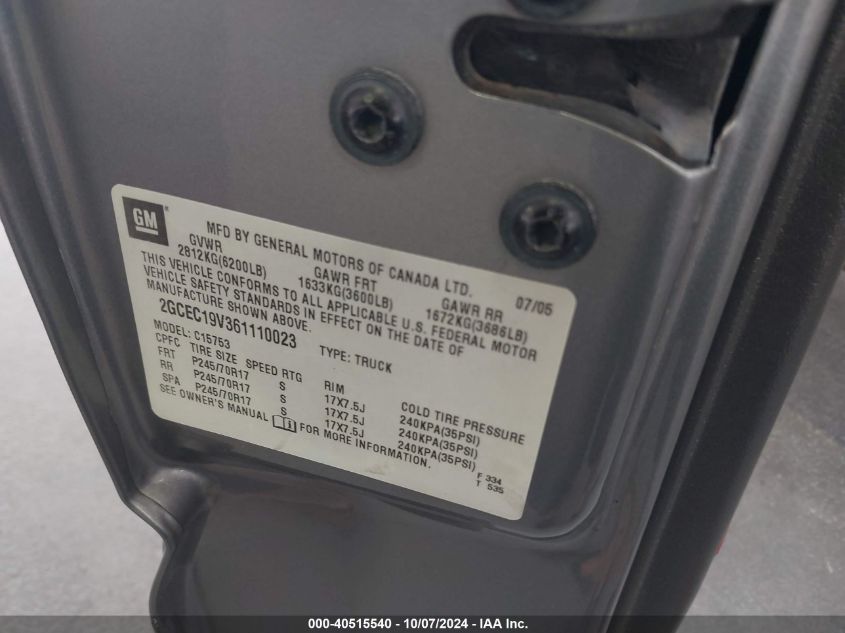 GM
MFD BY GENERAL MOTORS OF CANADA LTD. 07/05
GVWR GAWR FRT GAWR RR
2812KG(6200LB) 1633KG(3600LB) 1672KG(3686LB)
THIS VEHICLE CONFORMS TO ALL APPLICABLE U.S. FEDERAL MOTOR
VEHICLE SAFETY STANDARDS IN EFFECT ON THE DATE OF
MANUFACTURE SHOWN ABOVE.
2GCEC19V361110023 TYPE: TRUCK
MODEL: C15753
CPFC TIRE SIZE SPEED RTG RIM COLD TIRE PRESSURE
FRT P245/70R17 S 17X7.5J 240KPA(35PSI)
RR P245/70R17 S 17X7.5J 240KPA(35PSI)
SPA P245/70R17 S 17X7.5J 240KPA(35PSI)
SEE OWNER'S MANUAL FOR MORE INFORMATION.
F 334
T 535
000-40515540 - 10/07/2024 - IAA Inc.